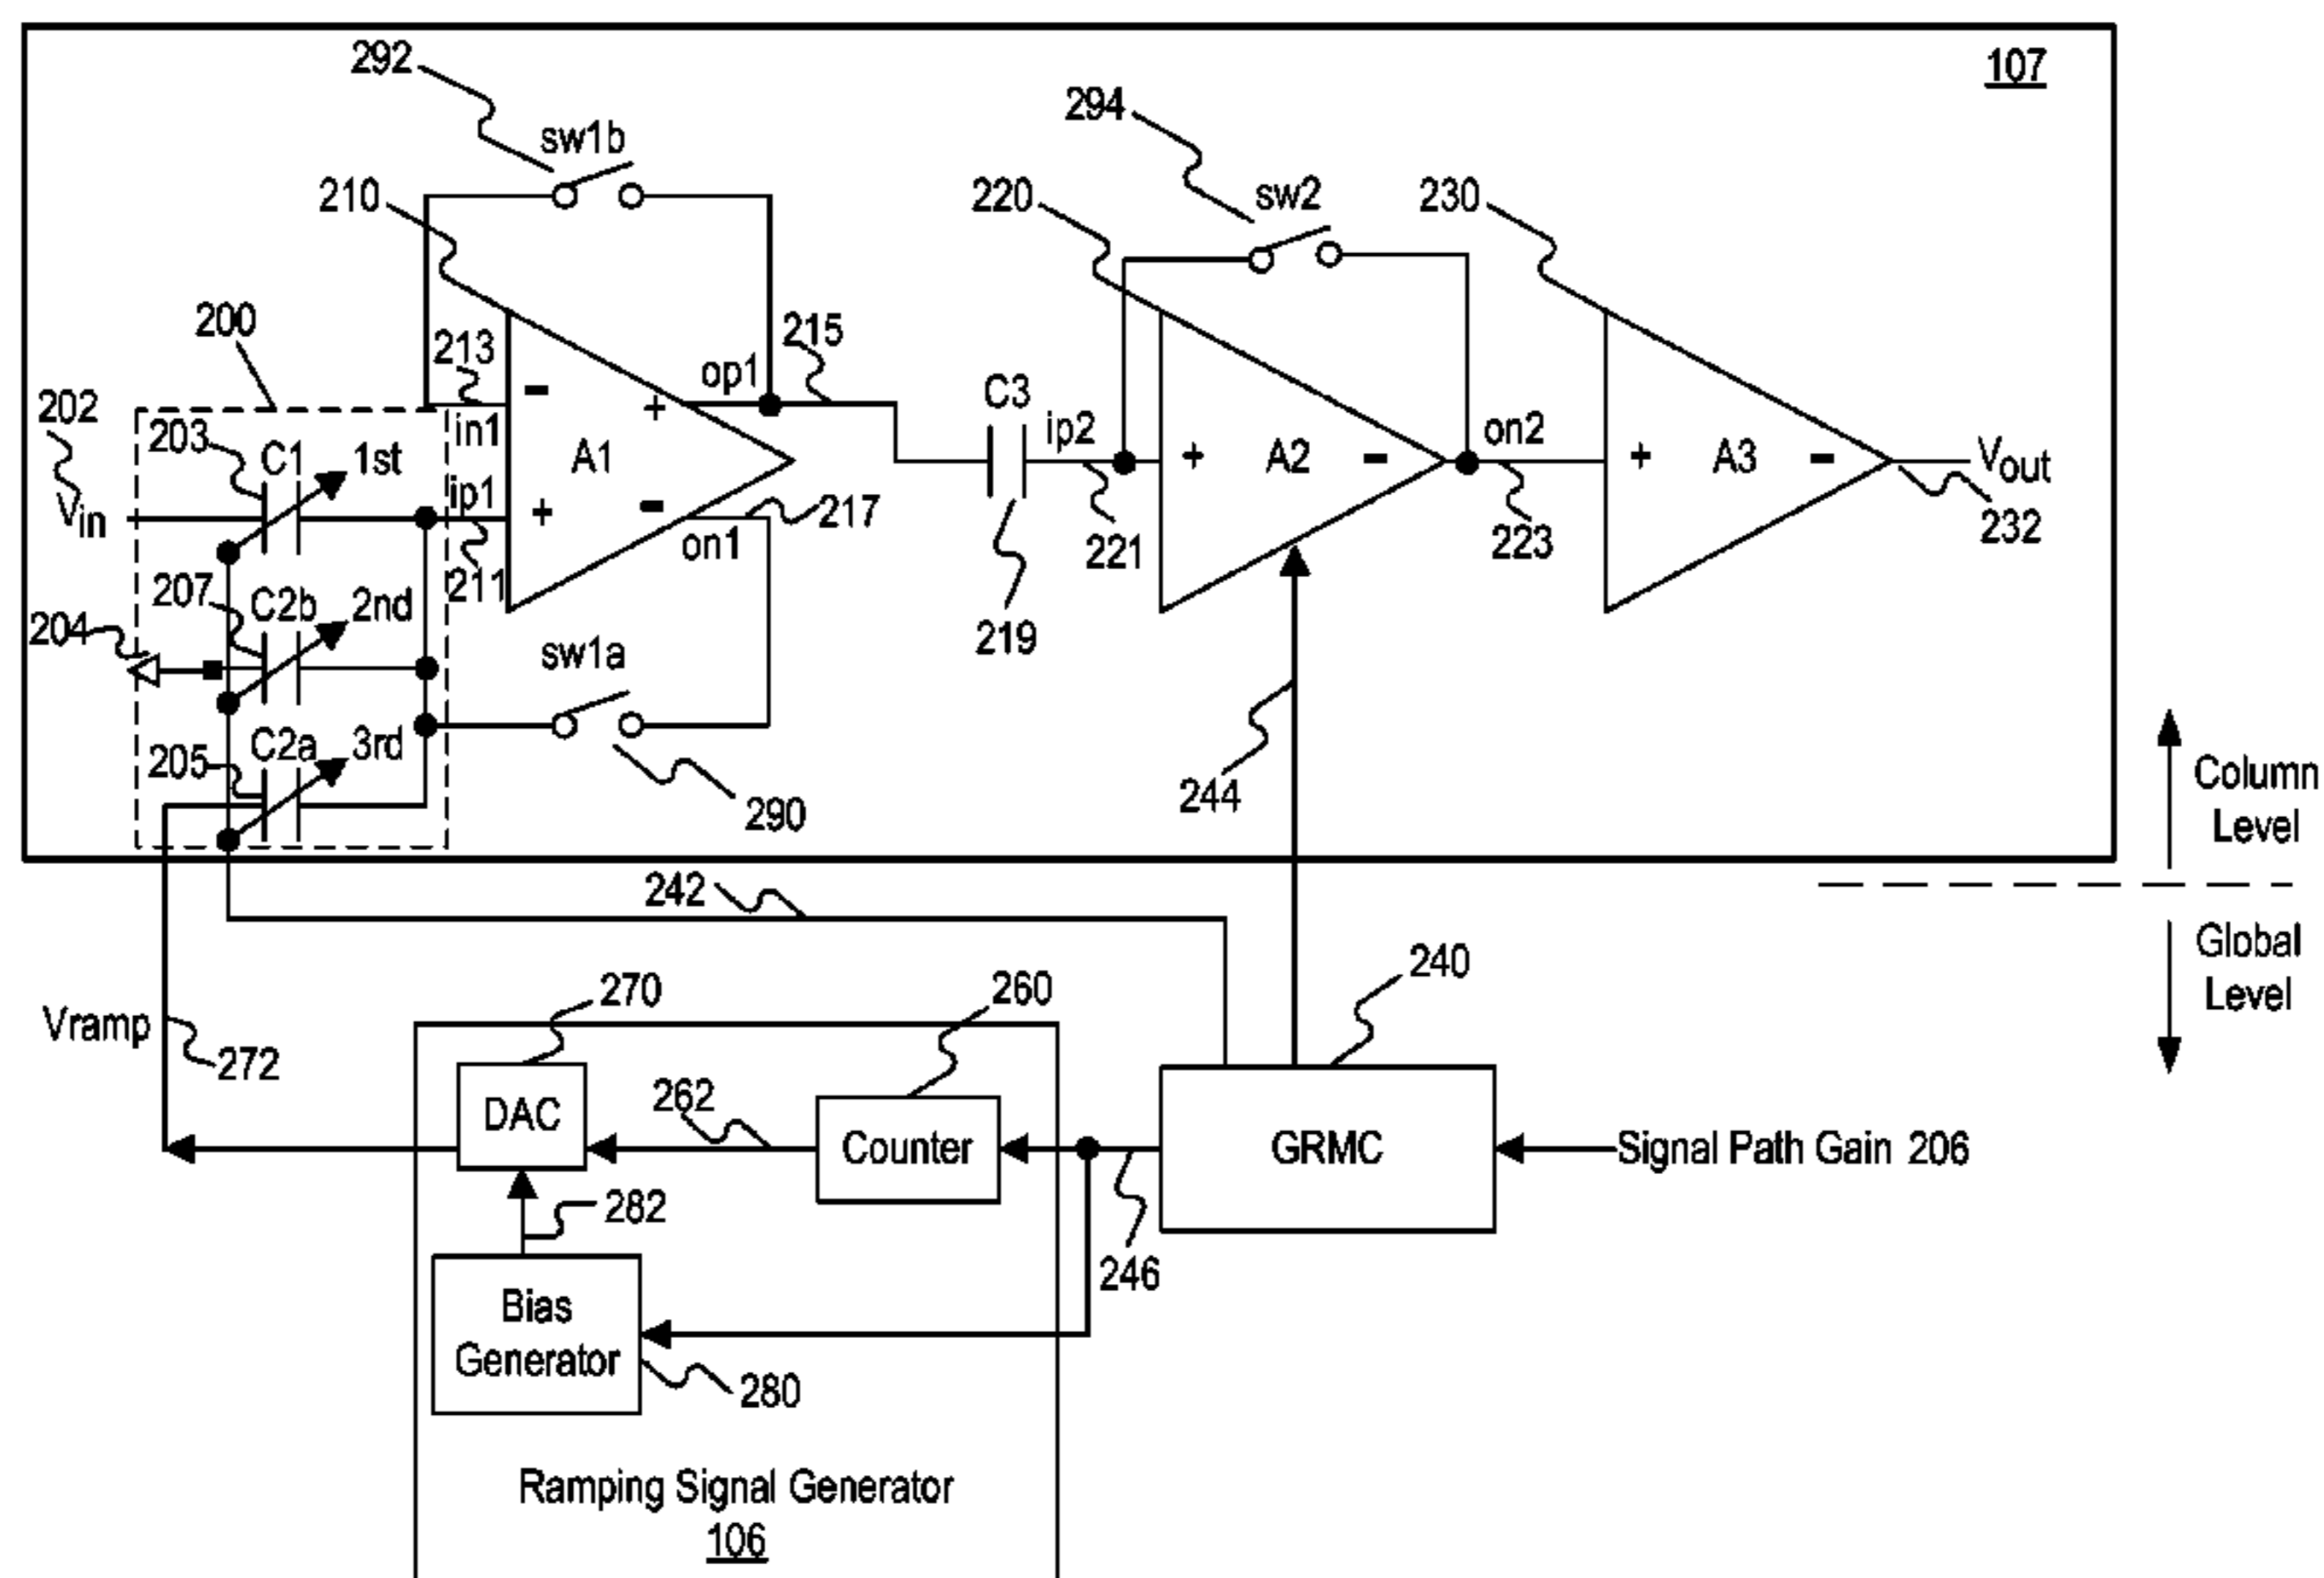 107
292
sw1b
294
sw2
210
220
230
200
213
op1
215
202
203
C1
1st
in1
A1
C3
ip2
A2
on2
A3
Vout
Vin
ip1
211
on1
217
221
219
223
232
207
C2b
2nd
204
sw1a
C2a
3rd
205
290
244
Column
Level
242
Global
Level
240
270
260
Vramp
272
DAC
262
Counter
GRMC
Signal Path Gain 206
282
246
Bias
Generator
280
Ramping Signal Generator
106